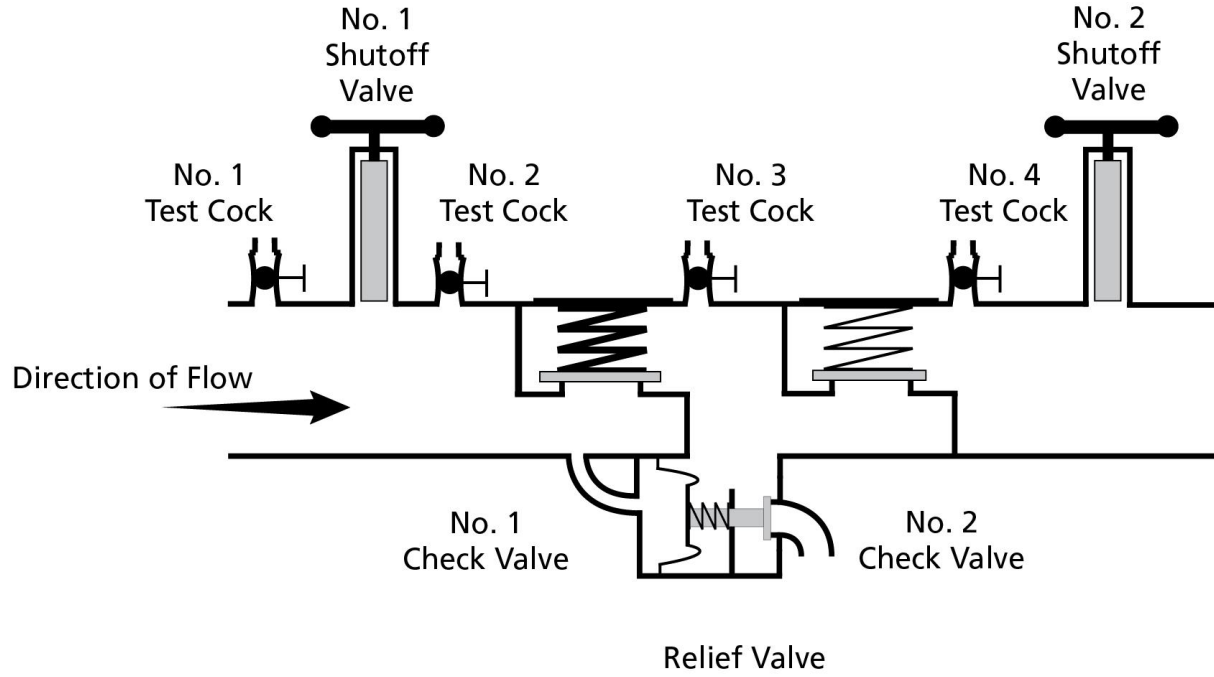 No. 1
Shutoff
Valve
No. 2
Shutoff
Valve
No. 1
Test Cock
No. 2
Test Cock
No. 3
Test Cock
No. 4
Test Cock
Direction of Flow
No. 1
Check Valve
No. 2
Check Valve
Relief Valve